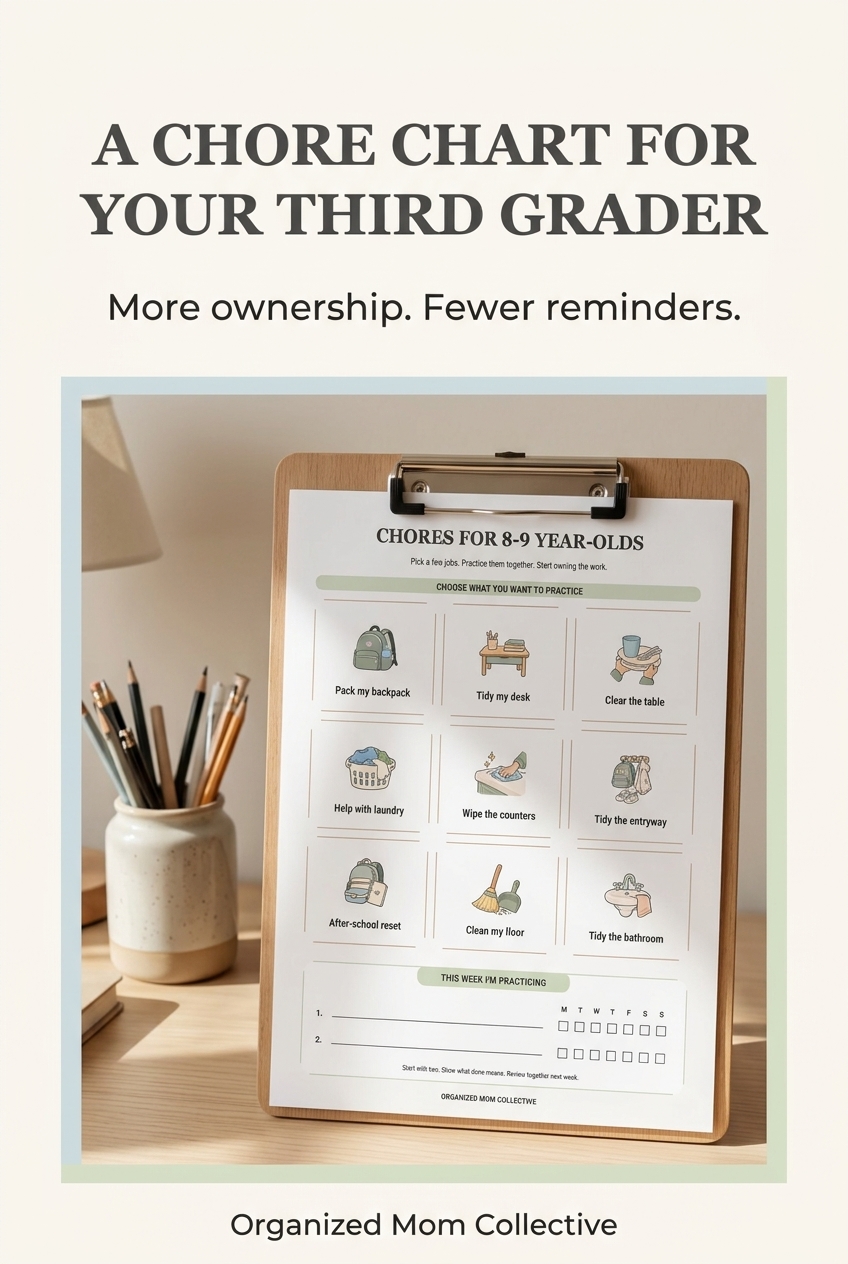 A CHORE CHART FOR
YOUR THIRD GRADER
More ownership. Fewer reminders.
CHORES FOR 8-9 YEAR-OLDS
Pick a few jobs. Practice them together. Start owning the work.
CHOOSE WHAT YOU WANT TO PRACTICE
Pack my backpack
Tidy my desk
Clear the table
Help with laundry
Wipe the counters
Tidy the entryway
After-school reset
Clean my floor
Tidy the bathroom
THIS WEEK I'M PRACTICING
M T W T F S S
1.
2.
Start with two. Show what done means. Review together next week.
ORGANIZED MOM COLLECTIVE
Organized Mom Collective